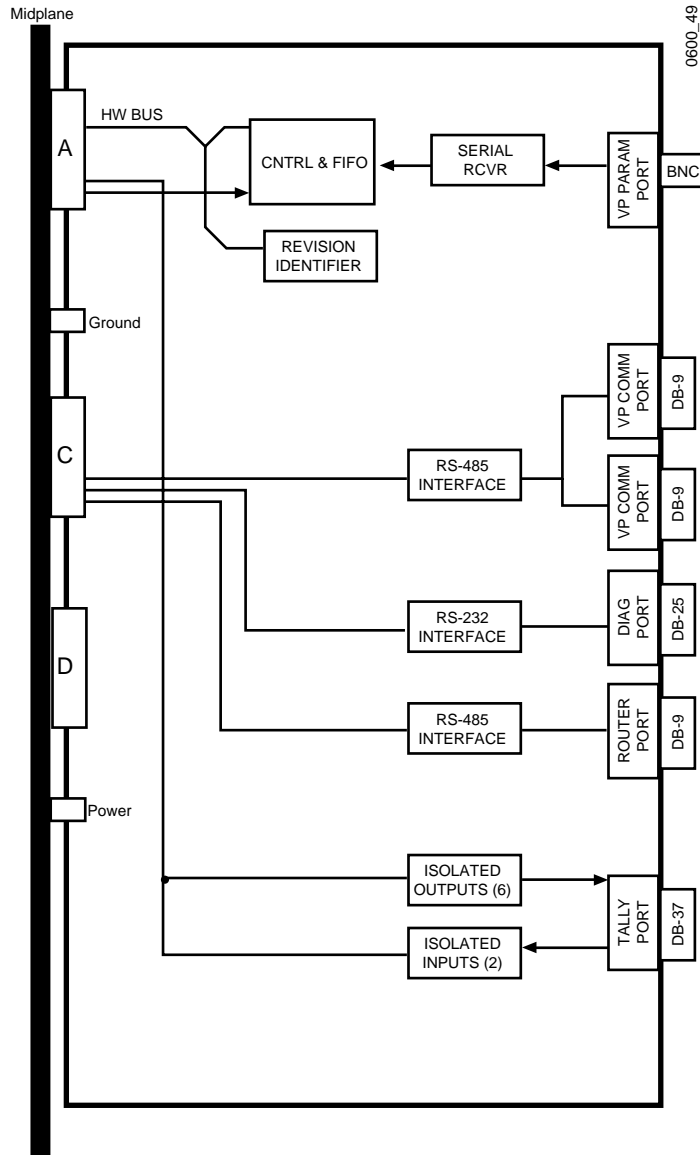 Midplane
0600_49
HW BUS
A
CNTRL & FIFO
SERIAL
RCVR
VP PARAM
PORT
BNC
REVISION
IDENTIFIER
Ground
VP COMM
PORT
DB-9
C
RS-485
INTERFACE
VP COMM
PORT
DB-9
D
RS-232
INTERFACE
DIAG
PORT
DB-25
RS-485
INTERFACE
ROUTER
PORT
DB-9
Power
ISOLATED
OUTPUTS (6)
TALLY
PORT
DB-37
ISOLATED
INPUTS (2)